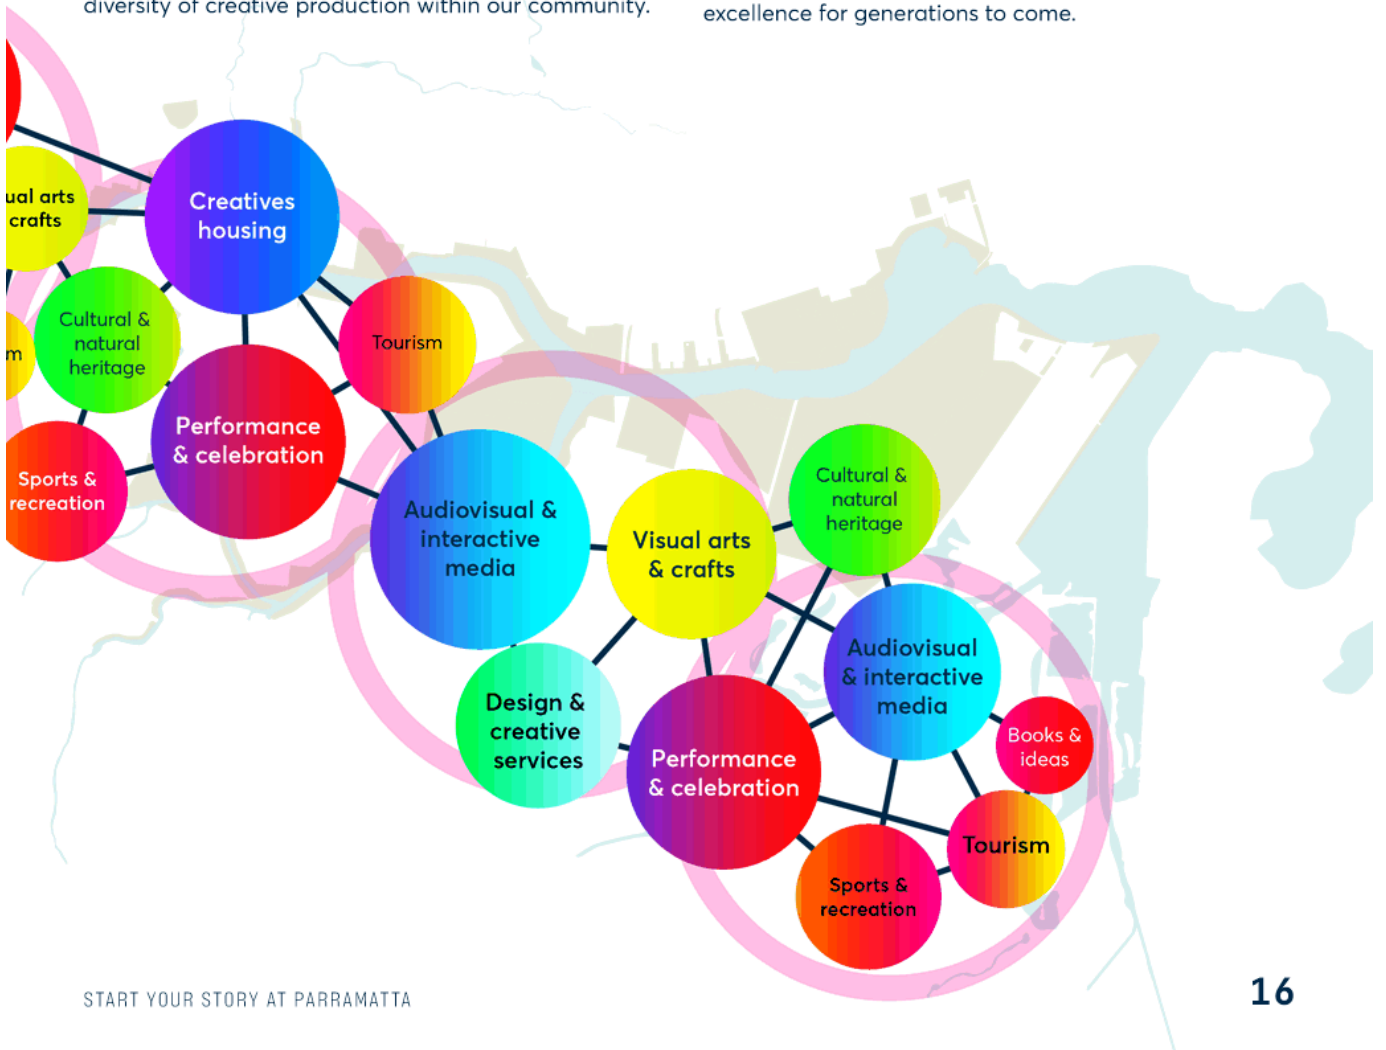 diversity of creative production within our community.
excellence for generations to come.
ual arts
crafts
Creatives
housing
Cultural &
natural
heritage
m
Tourism
Performance
& celebration
Sports &
recreation
Audiovisual &
interactive
media
Visual arts
& crafts
Cultural &
natural
heritage
Design &
creative
services
Audiovisual
& interactive
media
Performance
& celebration
Books &
ideas
Tourism
Sports &
recreation
START YOUR STORY AT PARRAMATTA
16